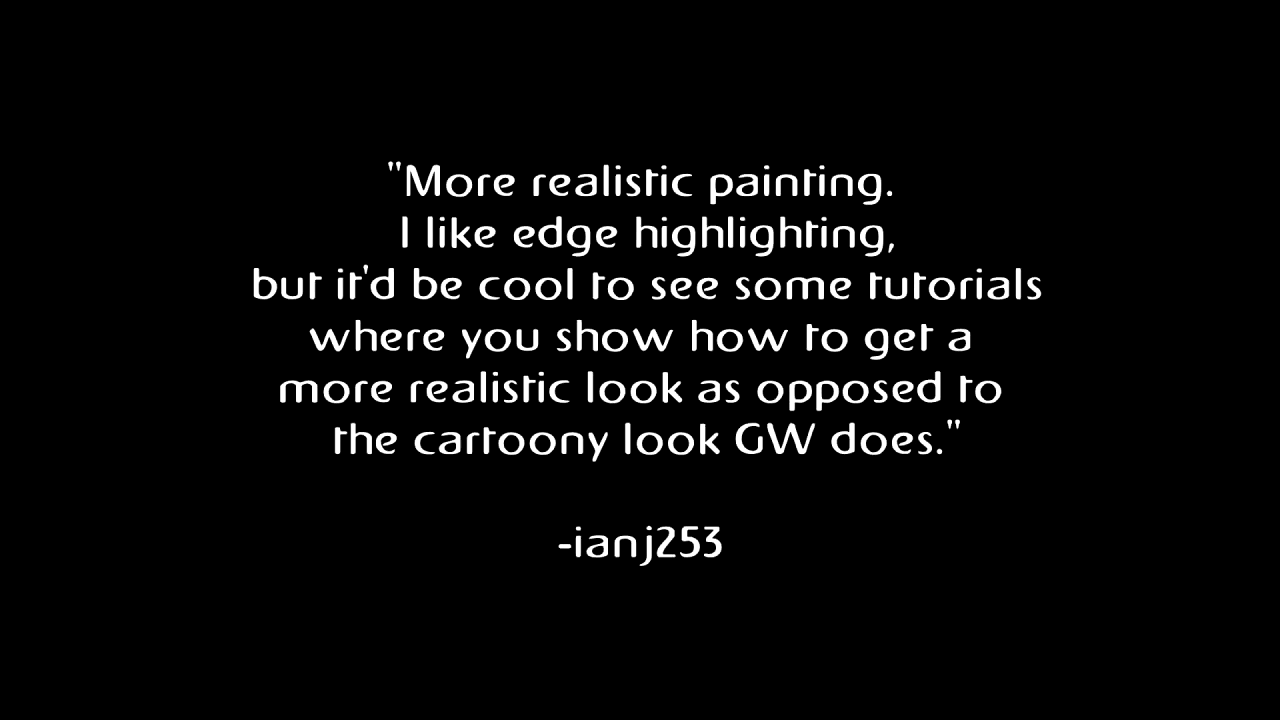 "More realistic painting.
I like edge highlighting,
but it'd be cool to see some tutorials
where you show how to get a
more realistic look as opposed to
the cartoony look GW does."
-ianj253